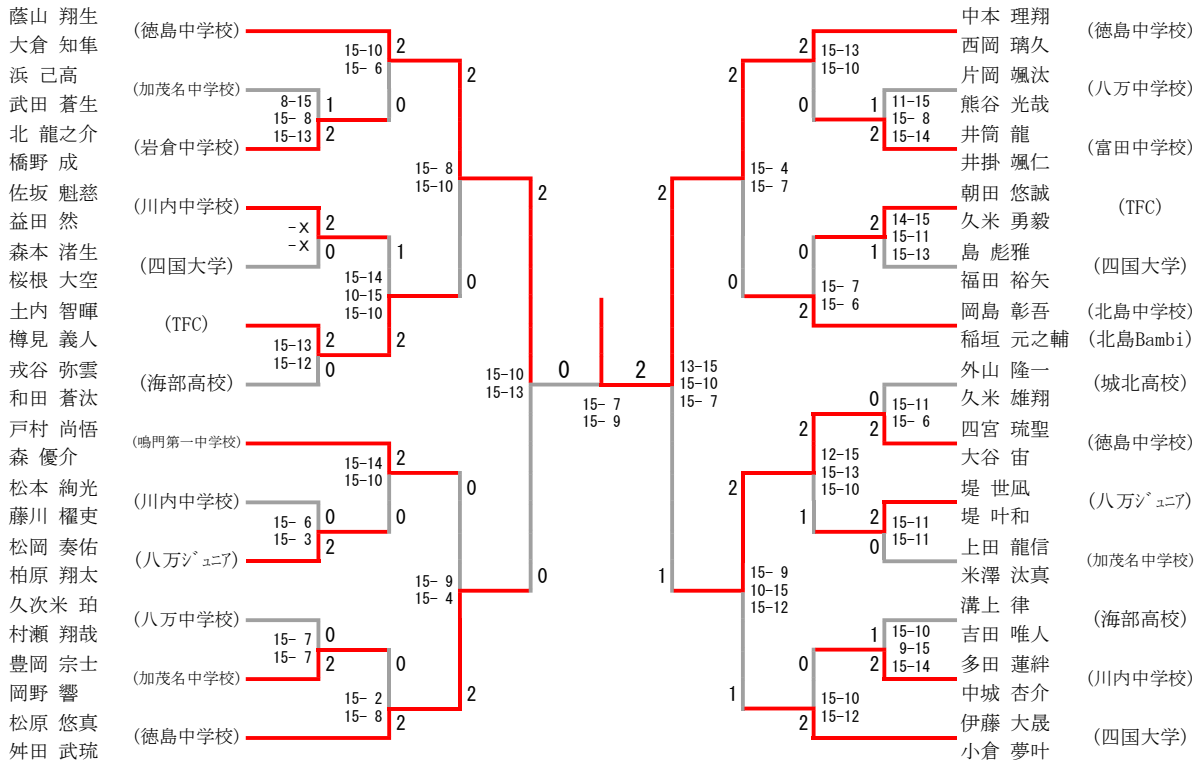 蔭山 翔生
大倉 知隼
(徳島中学校)
浜 己高
武田 蒼生
(加茂名中学校)
北 龍之介
橋野 成
(岩倉中学校)
佐坂 魁慈
益田 然
(川内中学校)
森本 渚生
桜根 大空
(四国大学)
土内 智暉
樽見 義人
(TFC)
戎谷 弥雲
和田 蒼汰
(海部高校)
戸村 尚悟
森 優介
(鳴門第一中学校)
松本 絢光
藤川 櫂吏
(川内中学校)
松岡 奏佑
柏原 翔太
(八万ｼﾞｭﾆｱ)
久次米 珀
村瀬 翔哉
(八万中学校)
豊岡 宗士
岡野 響
(加茂名中学校)
松原 悠真
舛田 武琉
(徳島中学校)
15-10
15- 6
2
0
8-15
15- 8
15-13
1
2
2
15- 8
15-10
0
-X
-X
2
0
15-14
10-15
15-10
1
2
15-13
15-12
2
0
2
15-10
15-13
0
15-14
15-10
2
0
15- 6
15- 3
0
2
0
15- 9
15- 4
2
15- 7
15- 7
0
2
15- 2
15- 8
0
2
0
2
15- 7
15- 9
中本 理翔
西岡 璃久
(徳島中学校)
片岡 颯汰
熊谷 光哉
(八万中学校)
井筒 龍
井掛 颯仁
(富田中学校)
朝田 悠誠
久米 勇毅
(TFC)
島 彪雅
福田 裕矢
(四国大学)
岡島 彰吾
(北島中学校)
稲垣 元之輔
(北島Bambi)
外山 隆一
久米 雄翔
(城北高校)
四宮 琉聖
大谷 宙
(徳島中学校)
堤 世凪
堤 叶和
(八万ｼﾞｭﾆｱ)
上田 龍信
米澤 汰真
(加茂名中学校)
溝上 律
吉田 唯人
(海部高校)
多田 蓮絆
中城 杏介
(川内中学校)
伊藤 大晟
小倉 夢叶
(四国大学)
2
0
15-13
15-10
1
2
11-15
15- 8
15-14
2
0
15- 4
15- 7
2
1
14-15
15-11
15-13
0
2
15- 7
15- 6
2
1
13-15
15-10
15- 7
0
2
15-11
15- 6
2
1
12-15
15-13
15-10
2
0
15-11
15-11
2
1
15- 9
10-15
15-12
1
2
15-10
9-15
15-14
0
2
15-10
15-12